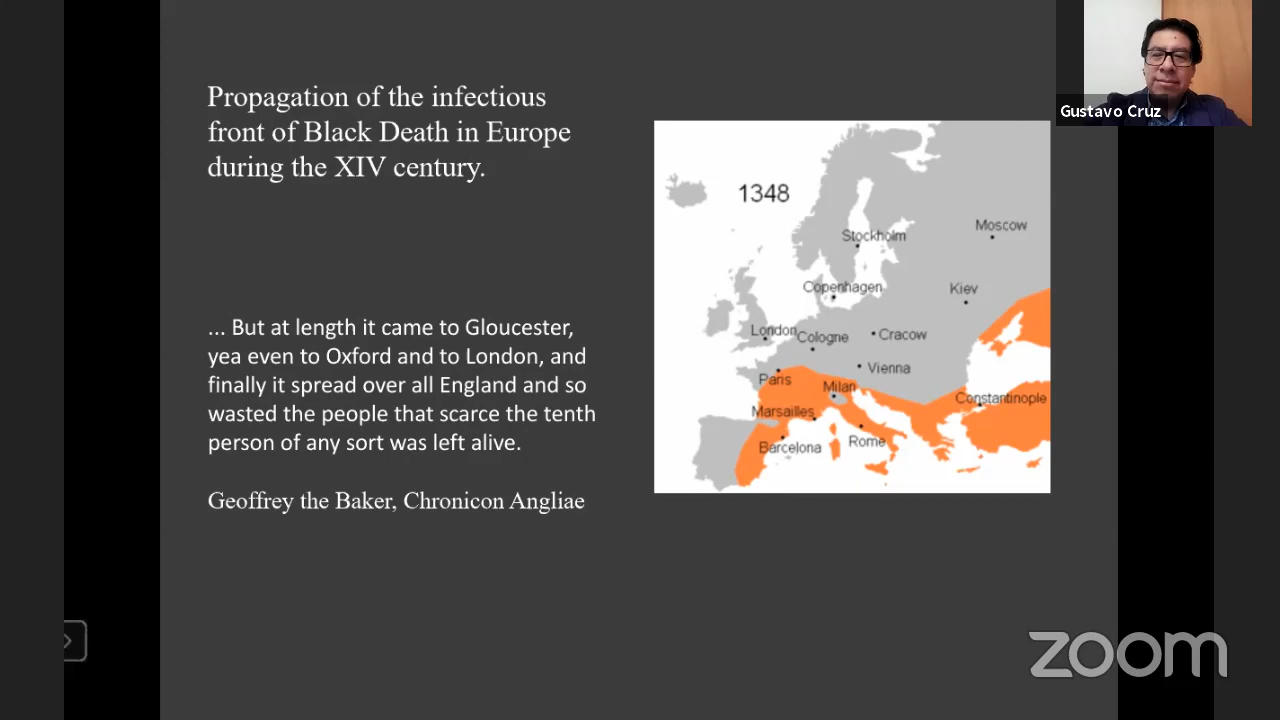 Propagation of the infectious
front of Black Death in Europe
during the XIV century.
... But at length it came to Gloucester,
yea even to Oxford and to London, and
finally it spread over all England and so
wasted the people that scarce the tenth
person of any sort was left alive.
Geoffrey the Baker, Chronicon Angliae
1348
Moscow
Stockholm
Copenhagen
Kiev
London
Cologne
Cracow
Vienna
Paris
Milan
Constantinople
Marsailles
Rome
Barcelona
Gustavo Cruz
zoom